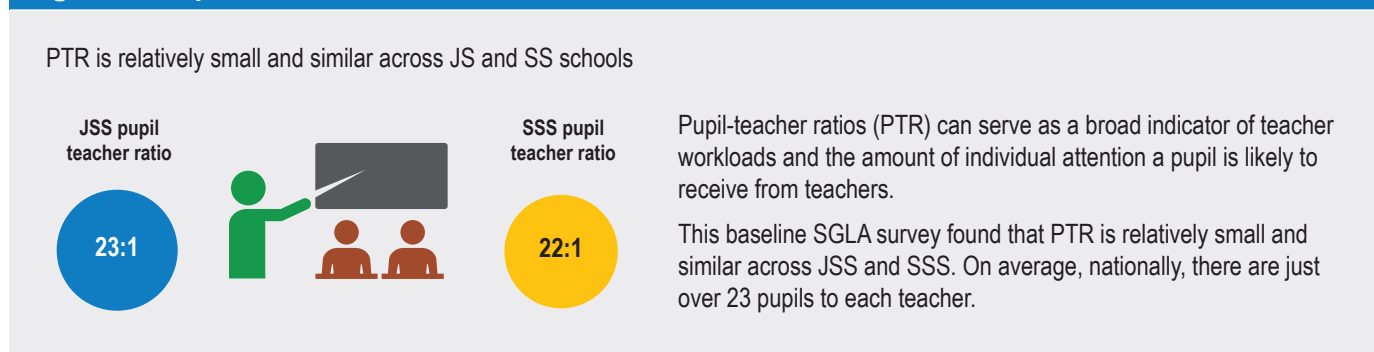 PTR is relatively small and similar across JS and SS schools
JSS pupil
teacher ratio
23:1
SSS pupil
teacher ratio
22:1
Pupil-teacher ratios (PTR) can serve as a broad indicator of teacher
workloads and the amount of individual attention a pupil is likely to
receive from teachers.
This baseline SGLA survey found that PTR is relatively small and
similar across JSS and SSS. On average, nationally, there are just
over 23 pupils to each teacher.